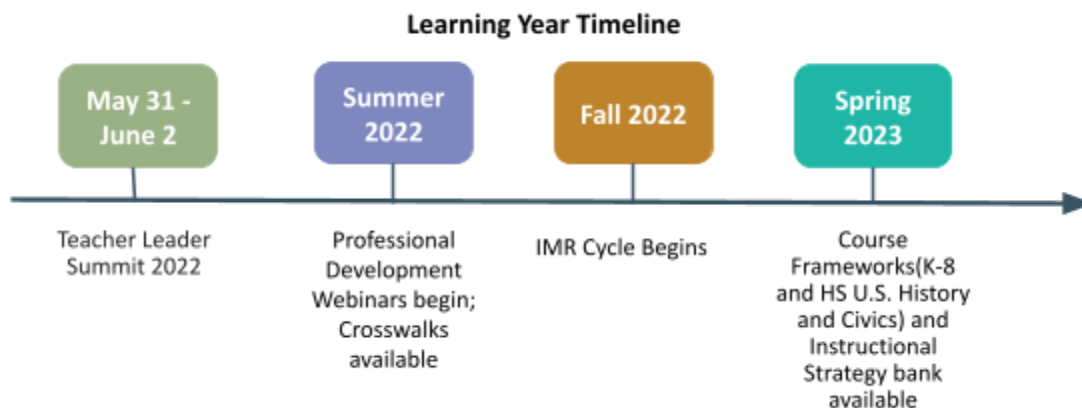 Learning Year Timeline
May 31 -
June 2
Summer
2022
Fall 2022
Spring
2023
Teacher Leader
Summit 2022
Professional
Development
Webinars begin;
Crosswalks
available
IMR Cycle Begins
Course
Frameworks(K-8
and HS U.S. History
and Civics) and
Instructional
Strategy bank
available